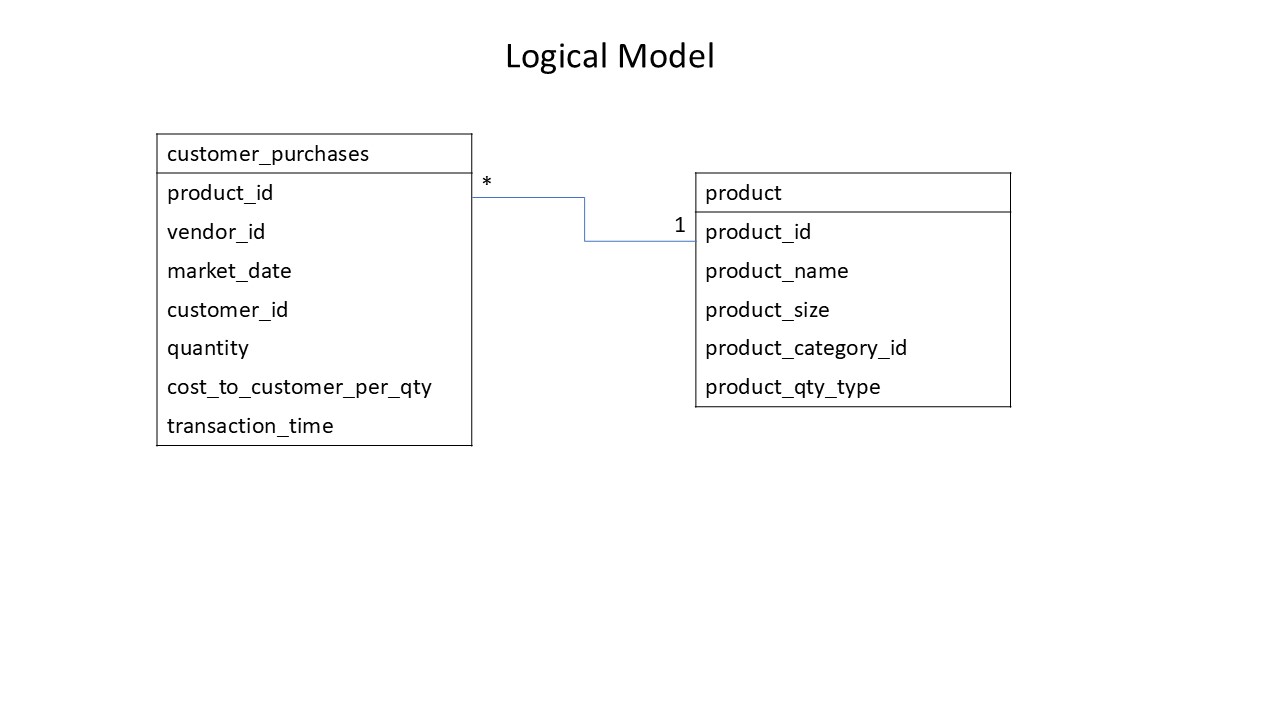 Logical Model
customer_purchases
product_id
vendor_id
market_date
customer_id
quantity
cost_to_customer_per_qty
transaction_time
*
1
product
product_id
product_name
product_size
product_category_id
product_qty_type